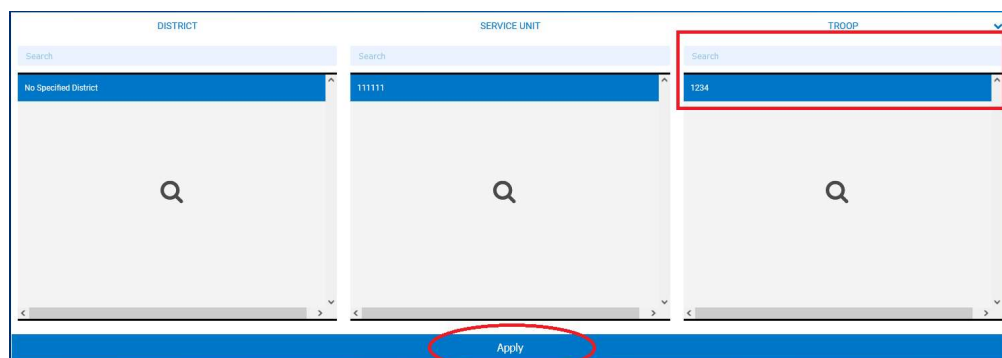 DISTRICT SERVICE UNIT TROOP
Search Search Search
No Specified District 111111 1234
Apply